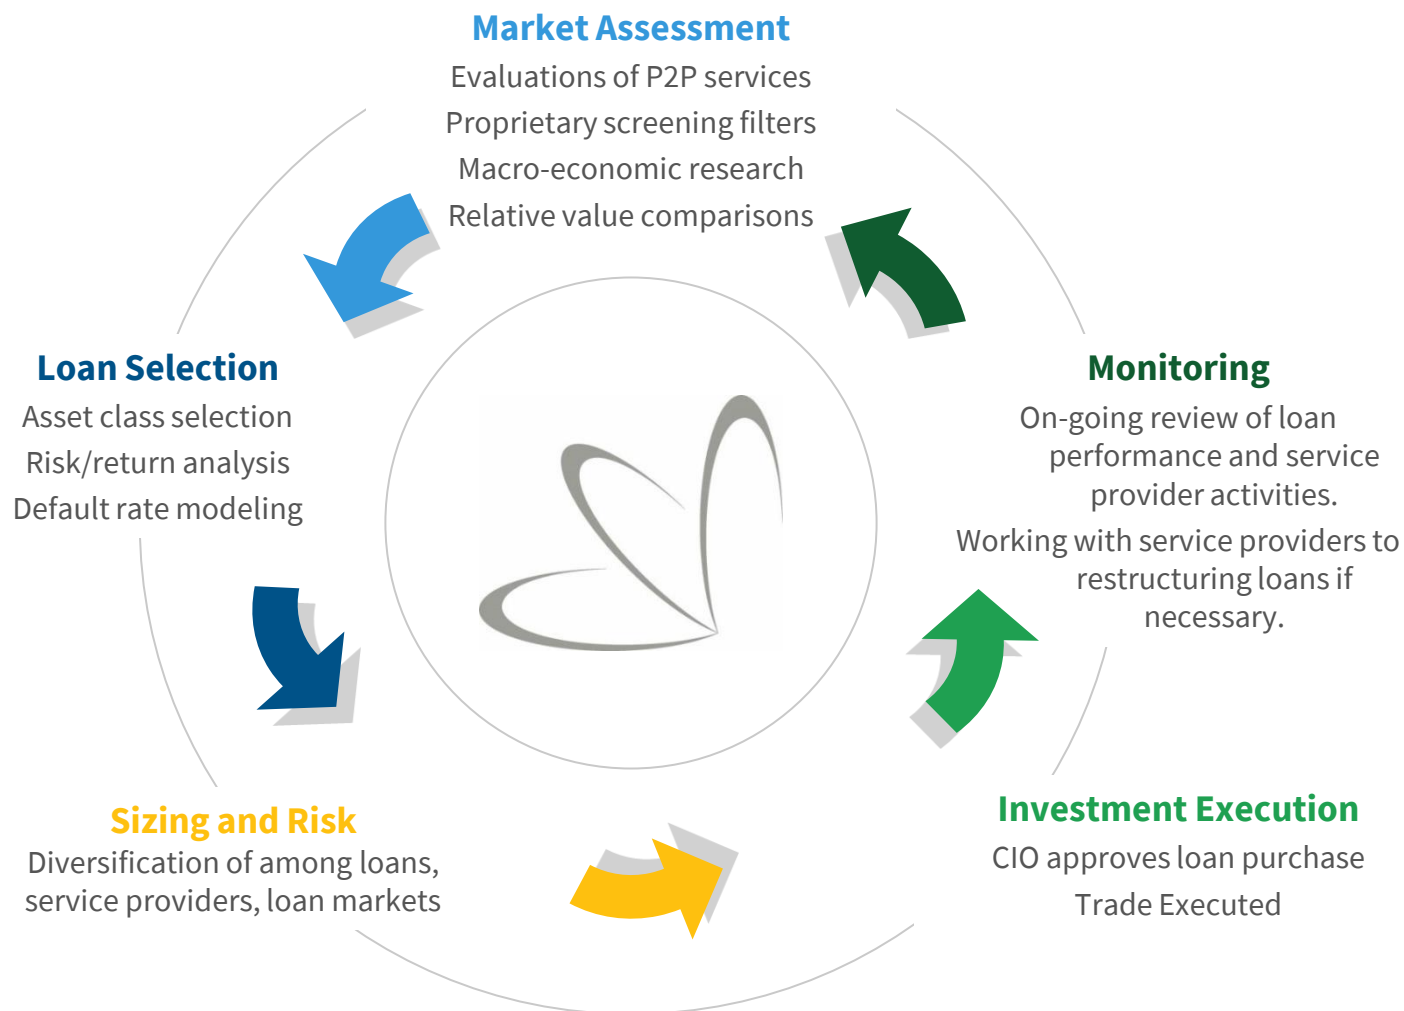 Market Assessment
Evaluations of P2P services
Proprietary screening filters
Macro-economic research
Relative value comparisons
Loan Selection
Asset class selection
Risk/return analysis
Default rate modeling
Sizing and Risk
Diversification of among loans,
service providers, loan markets
Investment Execution
CIO approves loan purchase
Trade Executed
Monitoring
On-going review of loan
performance and service
provider activities.
Working with service providers to
restructuring loans if
necessary.